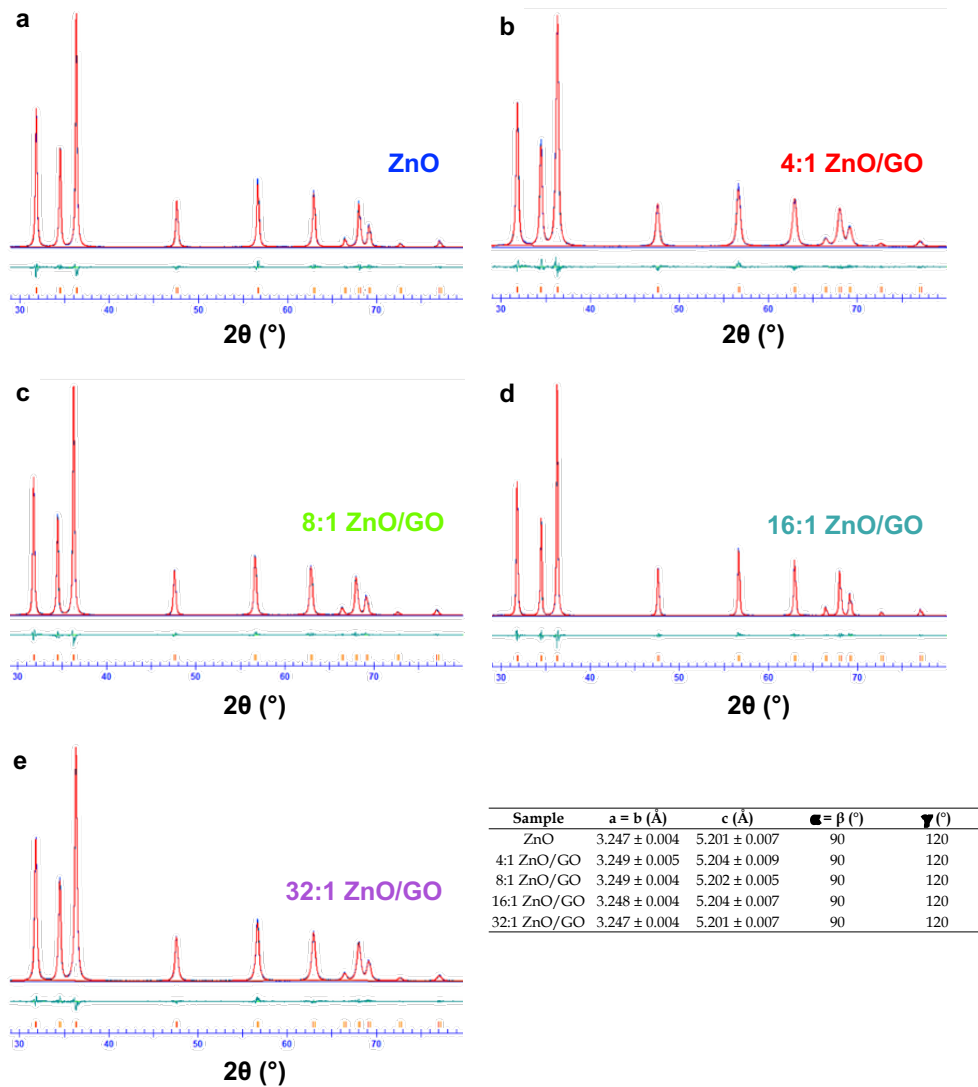 a
ZnO
30 40 50 60 70
2θ (°)
b
4:1 ZnO/GO
30 40 50 60 70
2θ (°)
c
8:1 ZnO/GO
30 40 50 60 70
2θ (°)
d
16:1 ZnO/GO
30 40 50 60 70
2θ (°)
e
32:1 ZnO/GO
30 40 50 60 70
2θ (°)
Sample a = b (Å) c (Å) = β (°) (°)
ZnO 3.247 ± 0.004 5.201 ± 0.007 90 120
4:1 ZnO/GO 3.249 ± 0.005 5.204 ± 0.009 90 120
8:1 ZnO/GO 3.249 ± 0.004 5.202 ± 0.005 90 120
16:1 ZnO/GO 3.248 ± 0.004 5.204 ± 0.007 90 120
32:1 ZnO/GO 3.247 ± 0.004 5.201 ± 0.007 90 120